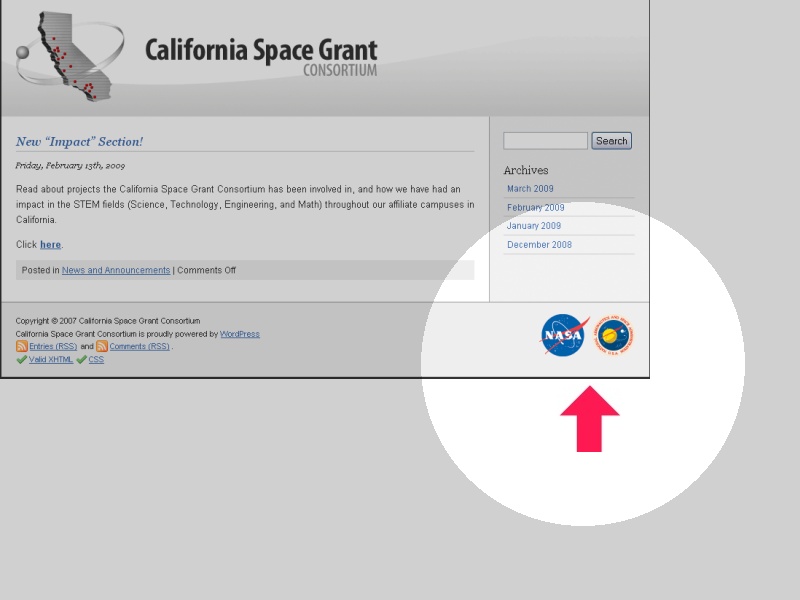 California Space Grant
CONSORTIUM
New “Impact” Section!
Friday, February 13th, 2009
Read about projects the California Space Grant Consortium has been involved in, and how we have had an
impact in the STEM fields (Science, Technology, Engineering, and Math) throughout our affiliate campuses in
California.
Click here.
Posted in News and Announcements | Comments Off
Search
Archives
March 2009
February 2009
January 2009
December 2008
Copyright © 2007 California Space Grant Consortium
California Space Grant Consortium is proudly powered by WordPress
Entries (RSS) and Comments (RSS) .
Valid XHTML CSS
NASA